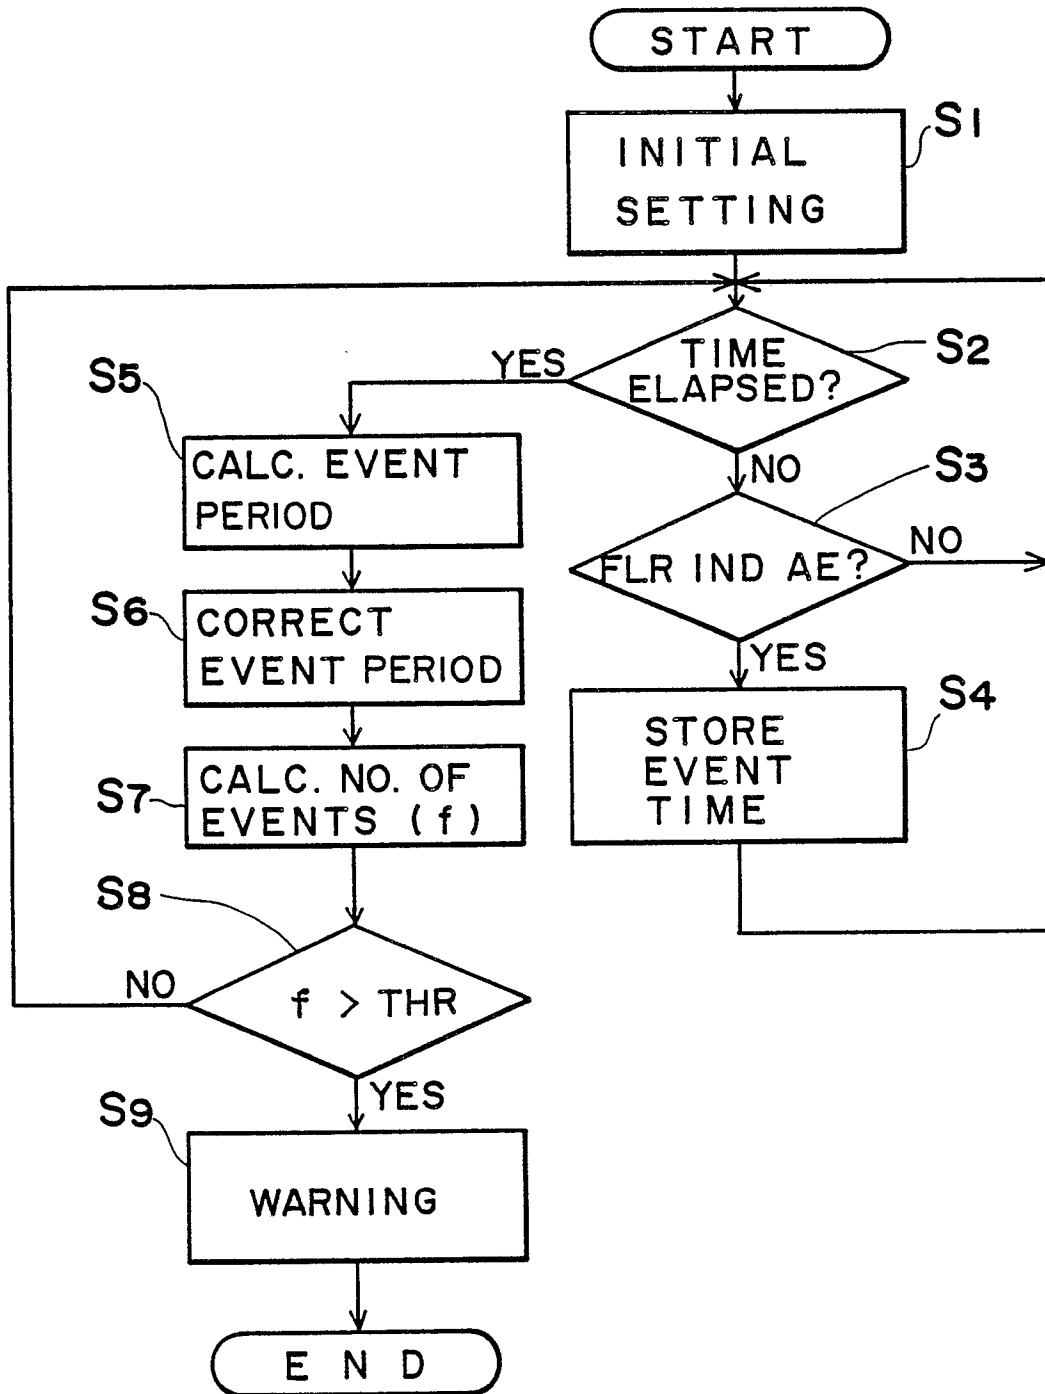 START
INITIAL
SETTING
S1
TIME
ELAPSED?
S2
YES
NO
FLR IND AE?
S3
NO
YES
STORE
EVENT
TIME
S4
S5
CALC. EVENT
PERIOD
S6
CORRECT
EVENT PERIOD
S7
CALC. NO. OF
EVENTS (f)
S8
f > THR
NO
YES
S9
WARNING
END